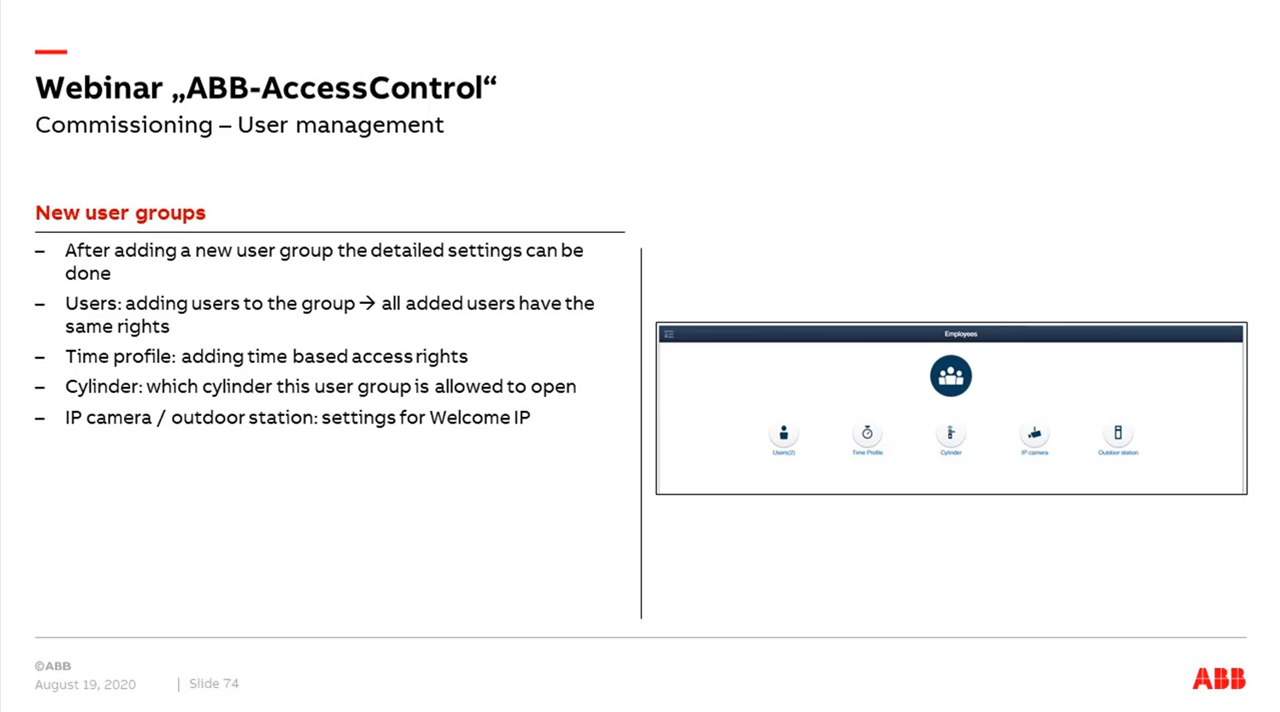 Webinar „ABB-AccessControl“
Commissioning – User management
New user groups
– After adding a new user group the detailed settings can be
done
– Users: adding users to the group → all added users have the
same rights
– Time profile: adding time based access rights
– Cylinder: which cylinder this user group is allowed to open
– IP camera / outdoor station: settings for Welcome IP
Employees
Users(2) Time Profile Cylinder IP camera Outdoor station
©ABB
August 19, 2020 | Slide 74
ABB